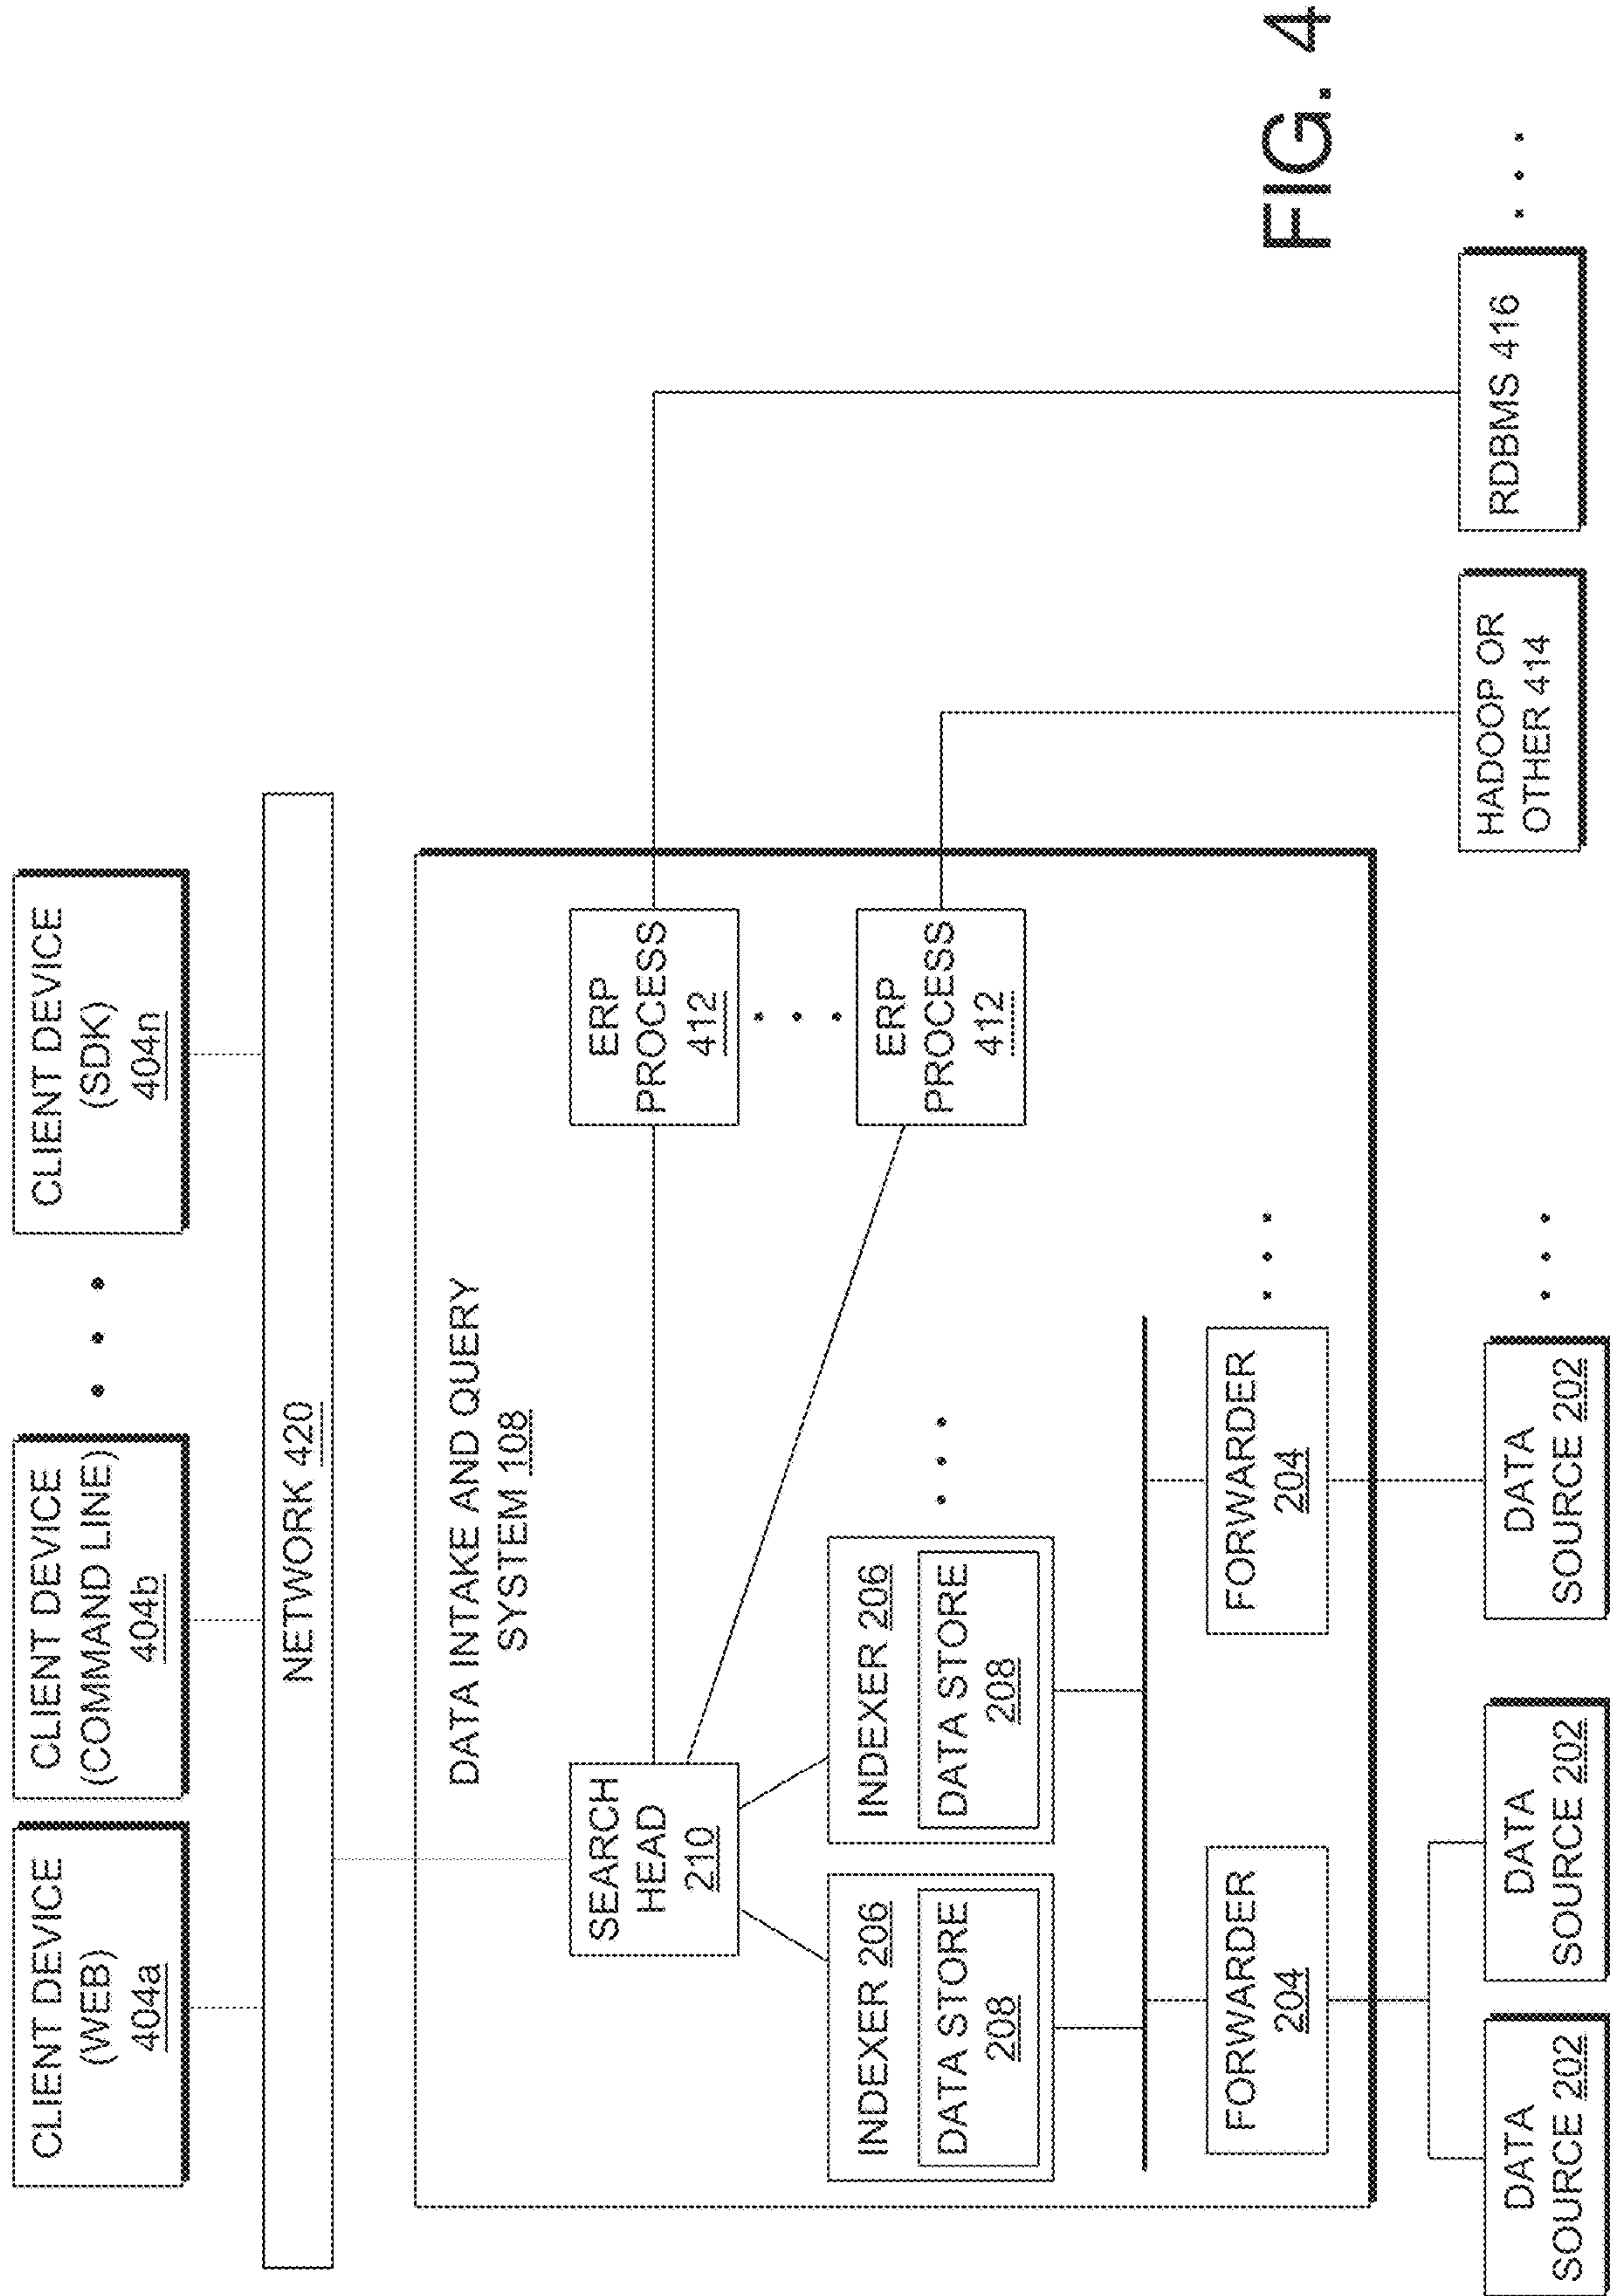 CLIENT DEVICE
(WEB)
404a
CLIENT DEVICE
(COMMAND LINE)
404b
CLIENT DEVICE
(SDK)
404n
NETWORK 420
DATA INTAKE AND QUERY
SYSTEM 108
SEARCH
HEAD
210
ERP
PROCESS
412
ERP
PROCESS
412
INDEXER 206
DATA STORE
208
INDEXER 206
DATA STORE
208
FORWARDER
204
FORWARDER
204
DATA
SOURCE 202
DATA
SOURCE 202
DATA
SOURCE 202
HADOOP OR
OTHER 414
RDBMS 416
FIG. 4